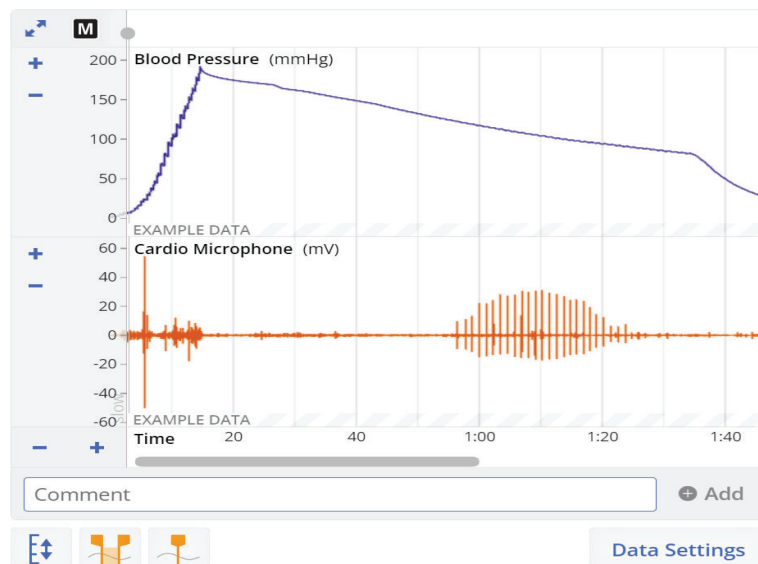 M
Blood Pressure (mmHg)
200
150
100
50
0
EXAMPLE DATA
Cardio Microphone (mV)
60
40
20
0
-20
-40
-60
Slow
EXAMPLE DATA
Time 20 40 1:00 1:20 1:40
Comment
Add
Data Settings